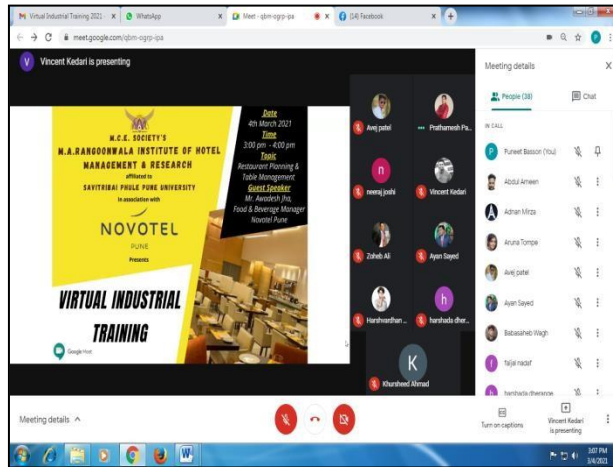 Virtual Industrial Training 2021 -
WhatsApp
Meet - qbm-ogrp-ipa
(14) Facebook
meet.google.com/qbm-ogrp-ipa
P
V
Vincent Kedari is presenting
M.C.E. SOCIETY'S
M.A.RANGOONWALA INSTITUTE OF HOTEL
MANAGEMENT & RESEARCH
affiliated to
SAVITRIBAI PHULE PUNE UNIVERSITY
In association with
NOVOTEL
PUNE
Presents
VIRTUAL INDUSTRIAL
TRAINING
Google Meet
Date
4th March 2021
Time
3:00 pm - 4:00 pm
Topic
Restaurant Planning &
Table Management
Guest Speaker
Mr. Awadesh Jha,
Food & Beverage Manager
Novotel Pune
Avej patel
Prathamesh Pa...
n
neeraj joshi
Vincent Kedari
Zoheb Ali
Ayan Sayed
Harshvardhan ...
h
harshada dher...
K
Khursheed Ahmad
Meeting details
People (38)
Chat
IN CALL
P
Puneet Basson (You)
Abdul Ameen
Adnan Mirza
Aruna Tompe
Avej patel
Ayan Sayed
Babasaheb Wagh
f
faijal nadaf
h
harshada dherange
Meeting details
Turn on captions
Vincent Kedari
is presenting
3:07 PM
3/4/2021